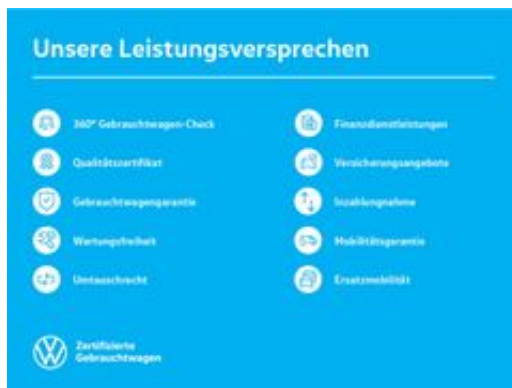 Unsere Leistungsversprechen
360° Gebrauchtwagen-Check
Qualitätszertifikat
Gebrauchtwagengarantie
Wartungsfreiheit
Umtauschrecht
Finanzdienstleistungen
Versicherungsangebote
Inzahlungnahme
Mobilitätsgarantie
Ersatzmobilität
Zertifizierte
Gebrauchtwagen